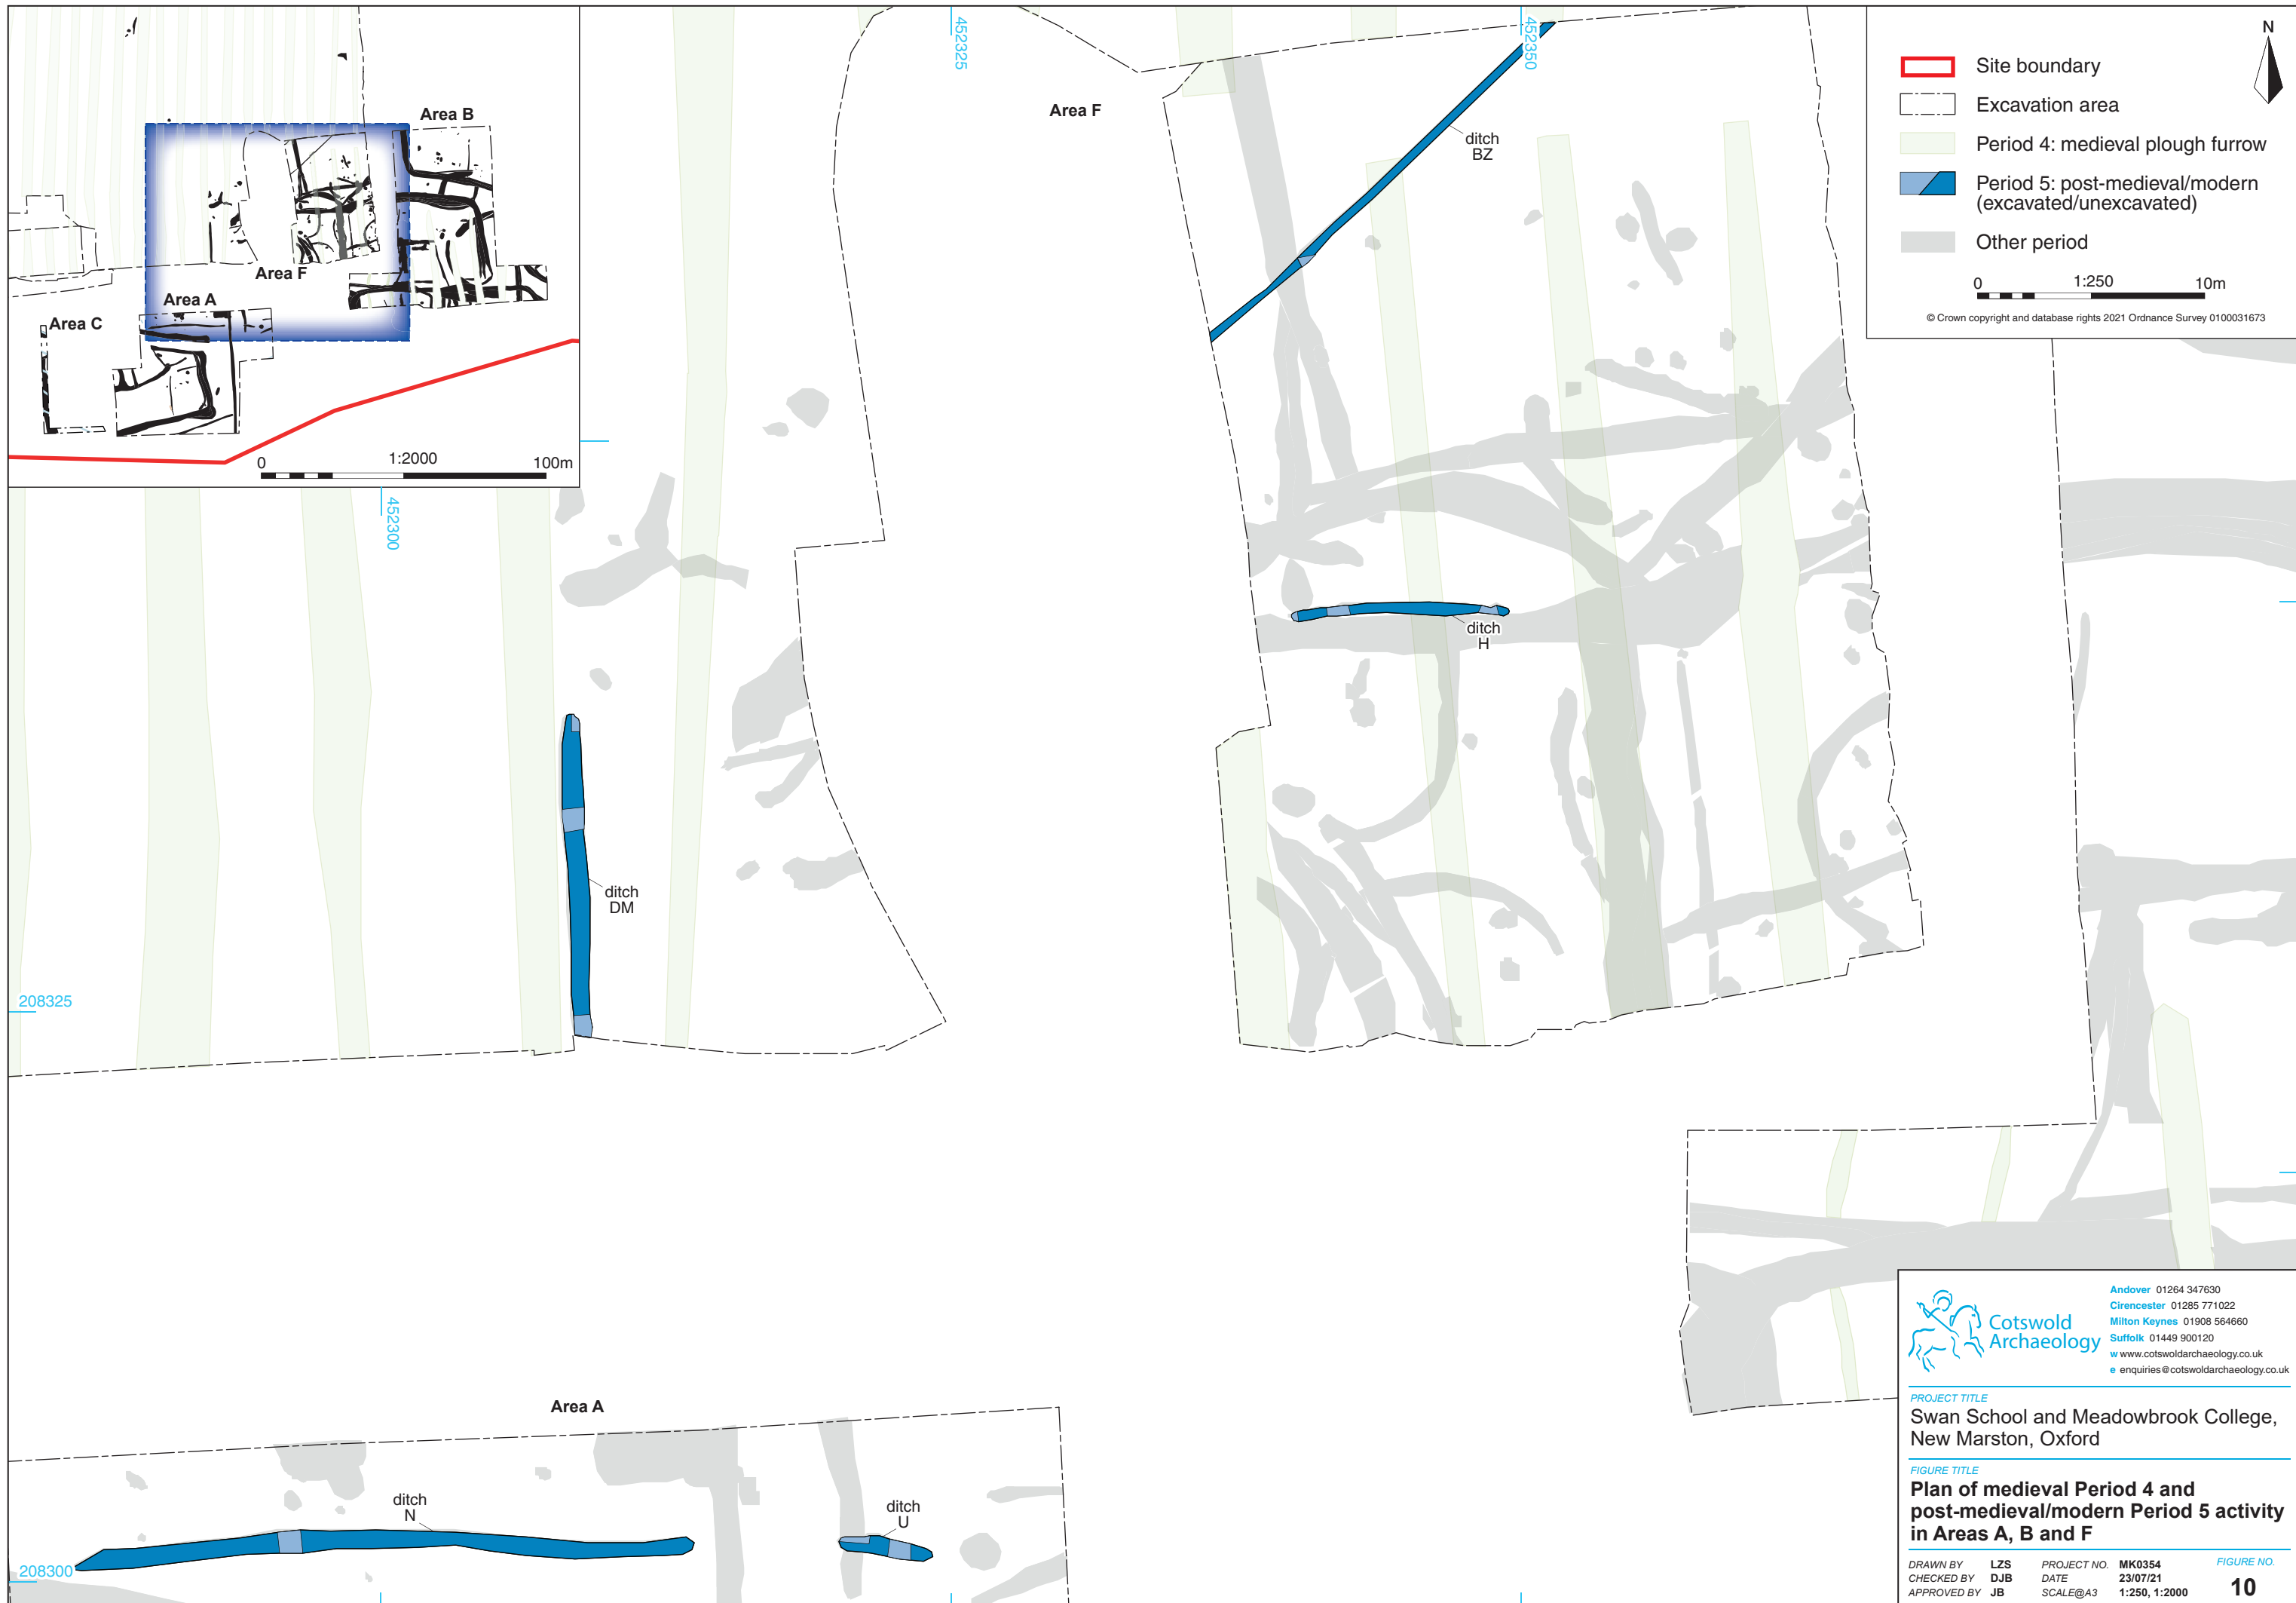 Area B
Area F
Area A
Area C
0 1:2000 100m
452325
452350
452300
Area F
ditch
BZ
ditch
H
ditch
DM
208325
Area A
ditch
N
ditch
U
208300
N
Site boundary
Excavation area
Period 4: medieval plough furrow
Period 5: post-medieval/modern
(excavated/unexcavated)
Other period
0 1:250 10m
© Crown copyright and database rights 2021 Ordnance Survey 0100031673
Cotswold
Archaeology
Andover 01264 347630
Cirencester 01285 771022
Milton Keynes 01908 564660
Suffolk 01449 900120
w www.cotswoldarchaeology.co.uk
e enquiries@cotswoldarchaeology.co.uk
PROJECT TITLE
Swan School and Meadowbrook College,
New Marston, Oxford
FIGURE TITLE
Plan of medieval Period 4 and
post-medieval/modern Period 5 activity
in Areas A, B and F
DRAWN BY LZS PROJECT NO. MK0354 FIGURE NO.
CHECKED BY DJB DATE 23/07/21
APPROVED BY JB SCALE@A3 1:250, 1:2000 10